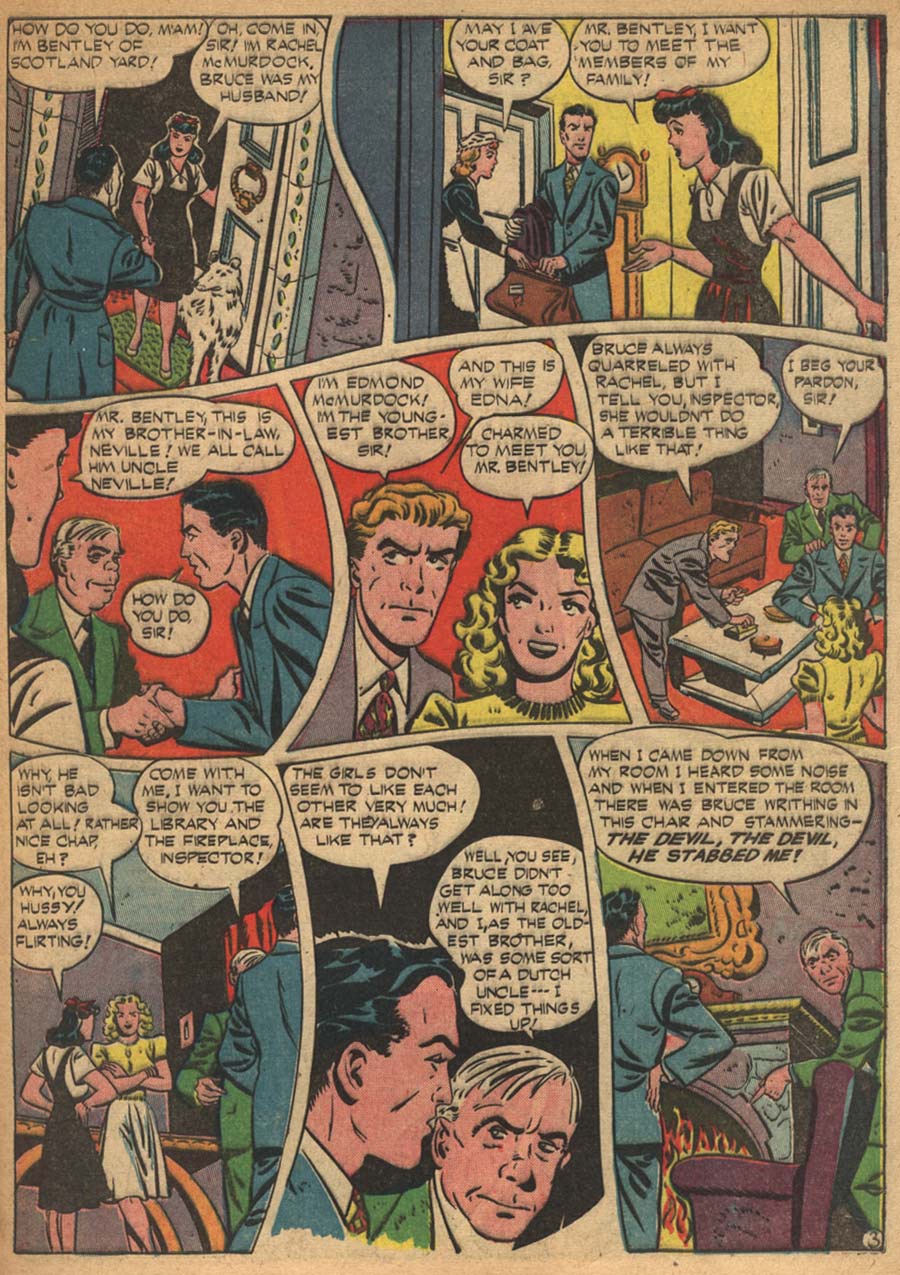 HOW DO YOU DO, M'AM!
I'M BENTLEY OF
SCOTLAND YARD!
OH, COME IN,
SIR! I'M RACHEL
McMURDOCK,
BRUCE WAS MY
HUSBAND!
MAY I AVE
YOUR COAT
AND BAG,
SIR?
MR. BENTLEY, I WANT
YOU TO MEET THE
MEMBERS OF MY
FAMILY!
MR. BENTLEY, THIS IS
MY BROTHER-IN-LAW,
NEVILLE! WE ALL CALL
HIM UNCLE
NEVILLE!
HOW DO
YOU DO,
SIR!
I'M EDMOND
McMURDOCK!
I'M THE YOUNG-
EST BROTHER
SIR!
AND THIS IS
MY WIFE
EDNA!
CHARMED
TO MEET YOU,
MR. BENTLEY!
BRUCE ALWAYS
QUARRELED WITH
RACHEL, BUT I
TELL YOU, INSPECTOR,
SHE WOULDN'T DO
A TERRIBLE THING
LIKE THAT!
I BEG YOUR
PARDON,
SIR!
WHY, HE
ISN'T BAD
LOOKING
AT ALL! RATHER
NICE CHAP,
EH?
COME WITH
ME, I WANT TO
SHOW YOU THE
LIBRARY AND
THE FIREPLACE,
INSPECTOR!
WHY, YOU
HUSSY!
ALWAYS
FLIRTING!
THE GIRLS DON'T
SEEM TO LIKE EACH
OTHER VERY MUCH!
ARE THEY ALWAYS
LIKE THAT?
WELL, YOU SEE,
BRUCE DIDN'T
GET ALONG TOO
WELL WITH RACHEL,
AND I, AS THE OLD-
EST BROTHER,
WAS SOME SORT
OF A DUTCH
UNCLE--- I
FIXED THINGS
UP!
WHEN I CAME DOWN FROM
MY ROOM I HEARD SOME NOISE
AND WHEN I ENTERED THE ROOM
THERE WAS BRUCE WRITHING IN
THIS CHAIR AND STAMMERING-
THE DEVIL, THE DEVIL,
HE STABBED ME!
3